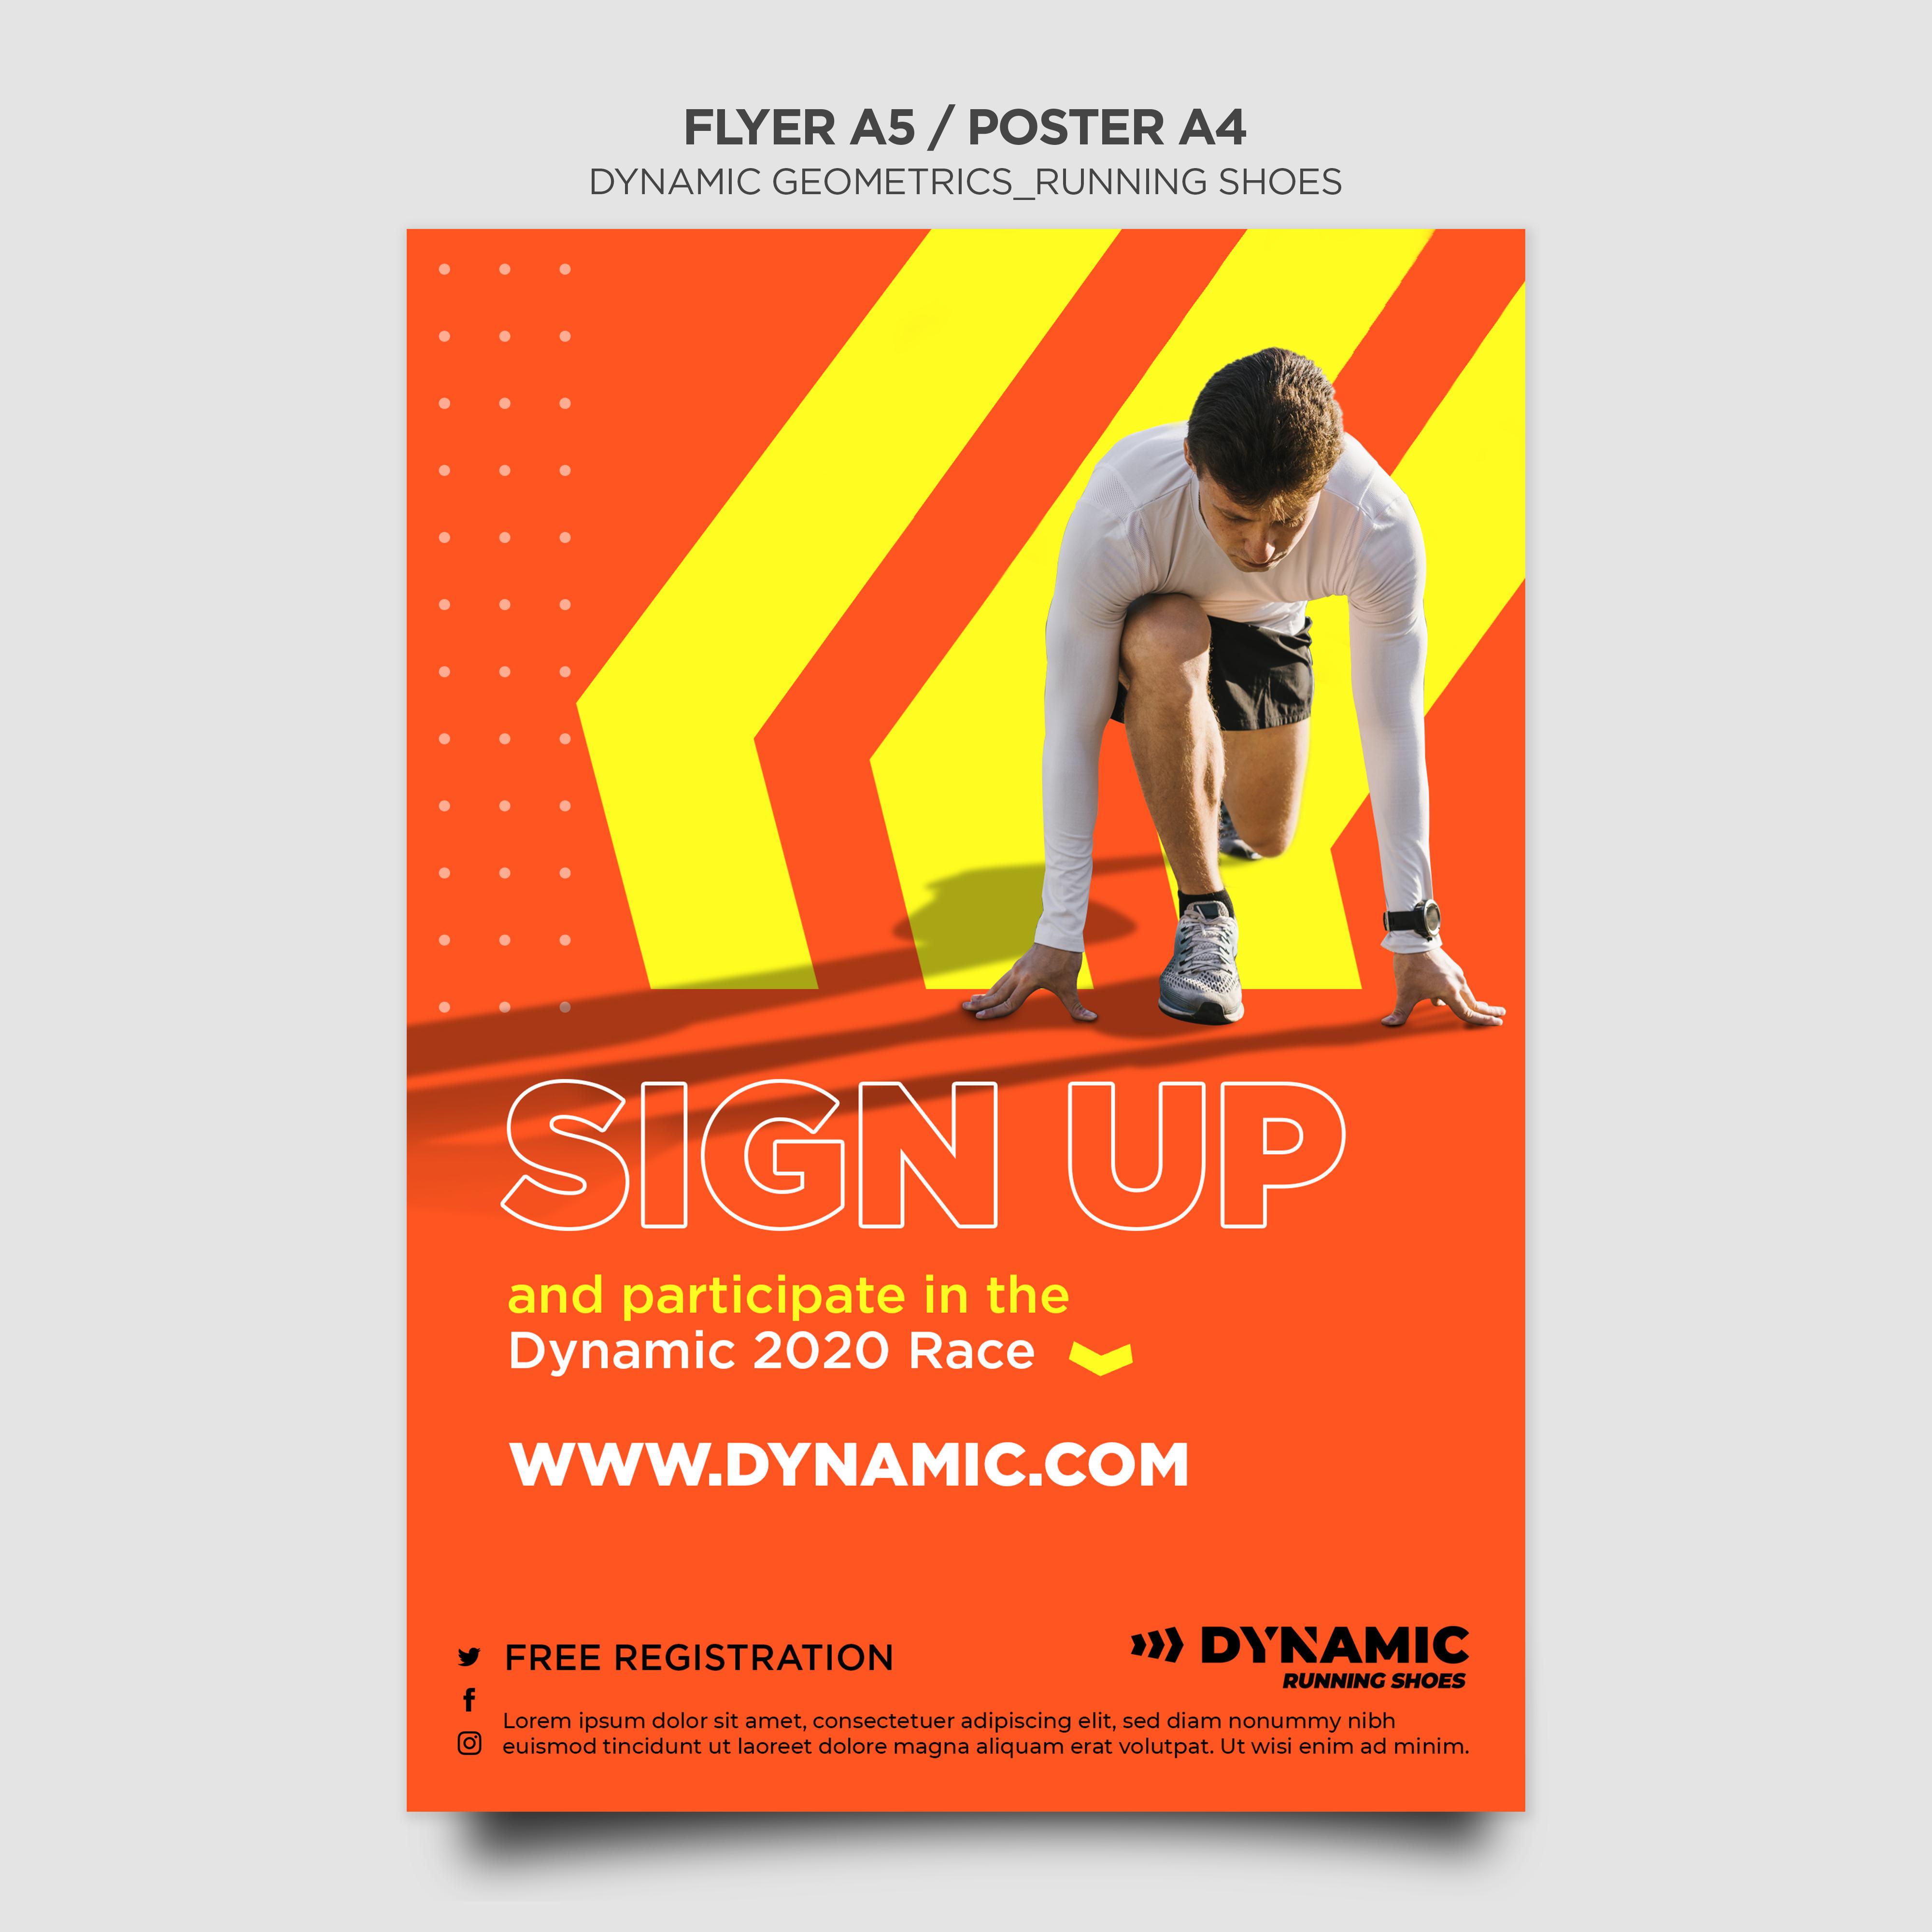 FLYER A5 / POSTER A4
DYNAMIC GEOMETRICS_RUNNING SHOES
SIGN UP
and participate in the
Dynamic 2020 Race
WWW.DYNAMIC.COM
FREE REGISTRATION
DYNAMIC
RUNNING SHOES
Lorem ipsum dolor sit amet, consectetuer adipiscing elit, sed diam nonummy nibh
euismod tincidunt ut laoreet dolore magna aliquam erat volutpat. Ut wisi enim ad minim.